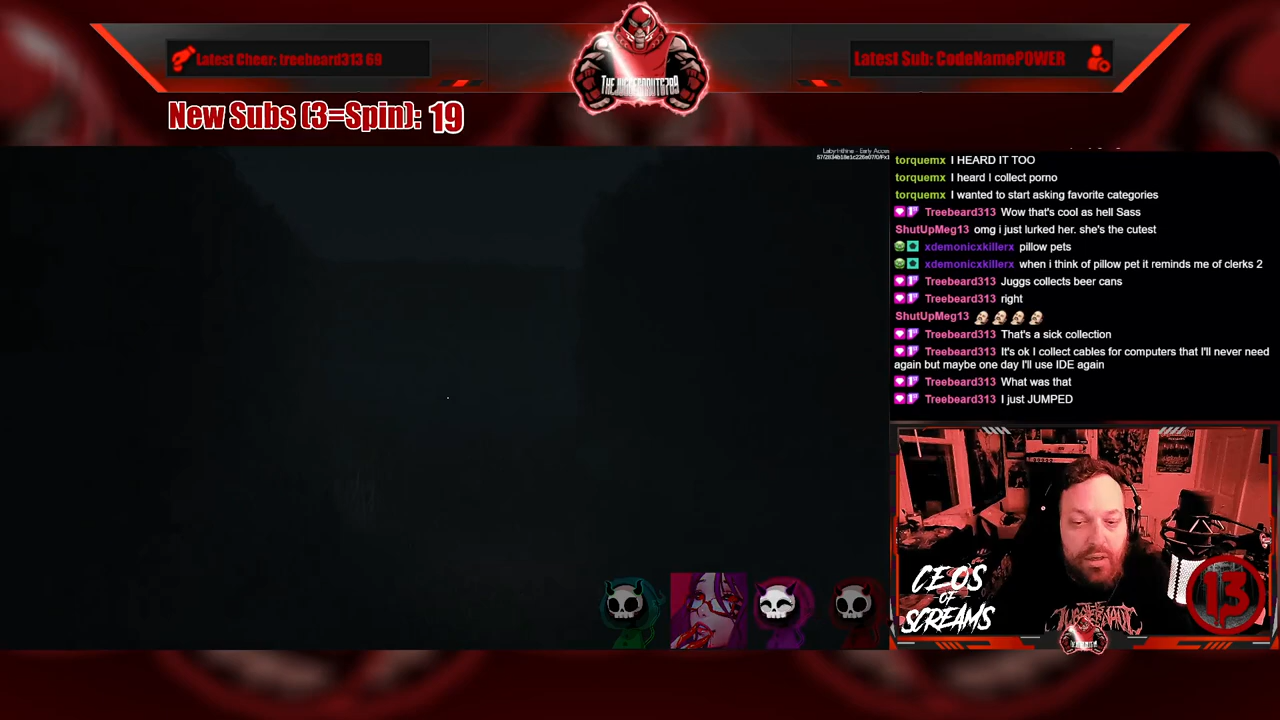 Latest Cheer: treebeard313 69
THEJUGGERNAUT6789
Latest Sub: CodeNamePOWER
New Subs (3=Spin): 19
Labyrinthine - Early Acces
torquemx I HEARD IT TOO
torquemx I heard I collect porno
torquemx I wanted to start asking favorite categories
Treebeard313 Wow that's cool as hell Sass
ShutUpMeg13 omg i just lurked her. she's the cutest
xdemonicxkillerx pillow pets
xdemonicxkillerx when i think of pillow pet it reminds me of clerks 2
Treebeard313 Juggs collects beer cans
Treebeard313 right
ShutUpMeg13
Treebeard313 That's a sick collection
Treebeard313 It's ok I collect cables for computers that I'll never need
again but maybe one day I'll use IDE again
Treebeard313 What was that
Treebeard313 I just JUMPED
CEO'S
OF
SCREAMS
13